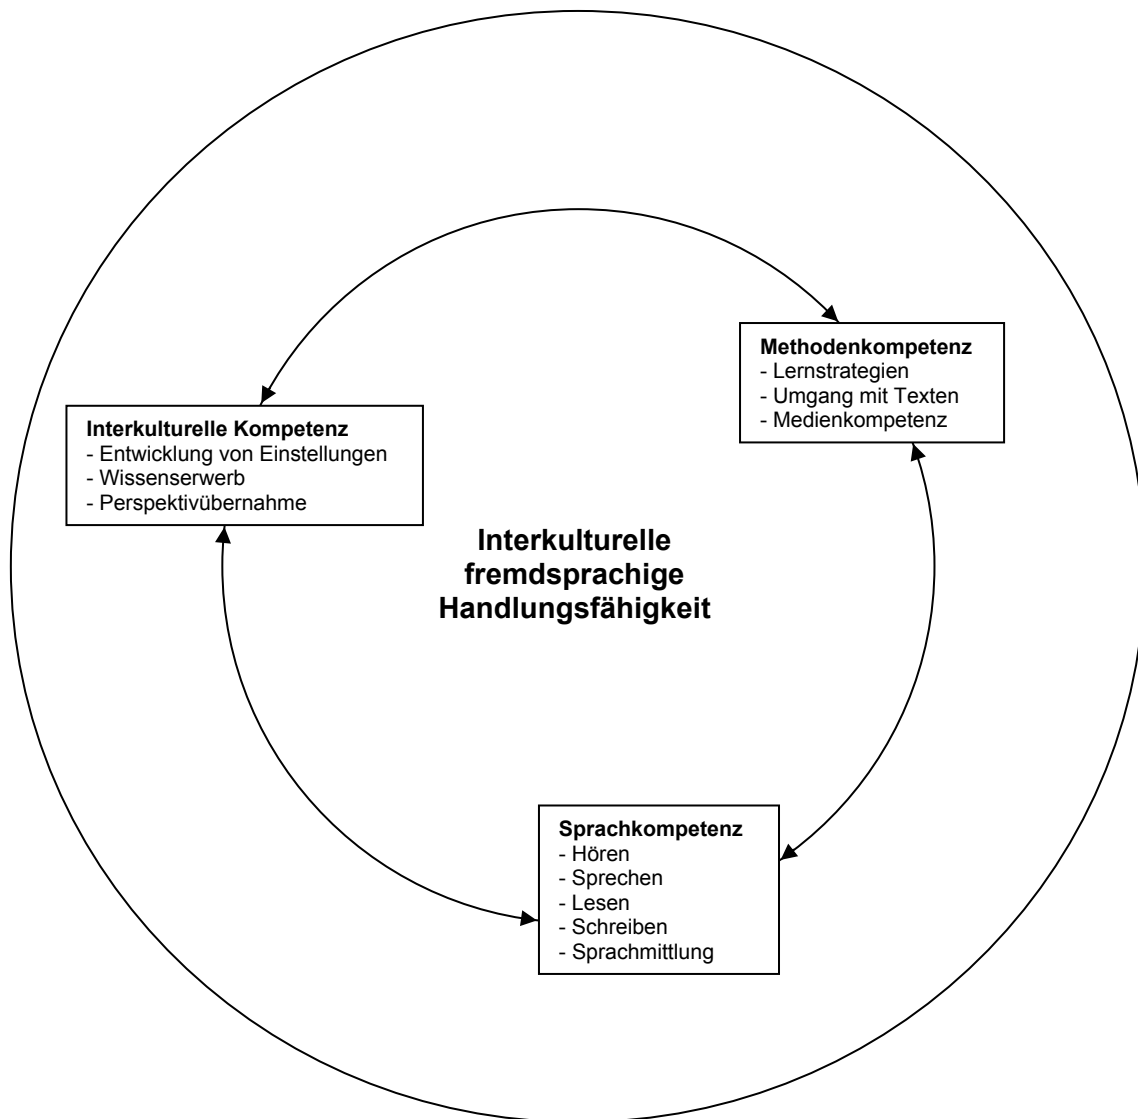 Methodenkompetenz
- Lernstrategien
- Umgang mit Texten
- Medienkompetenz
Interkulturelle Kompetenz
- Entwicklung von Einstellungen
- Wissenserwerb
- Perspektivübernahme
Interkulturelle
fremdsprachige
Handlungsfähigkeit
Sprachkompetenz
- Hören
- Sprechen
- Lesen
- Schreiben
- Sprachmittlung